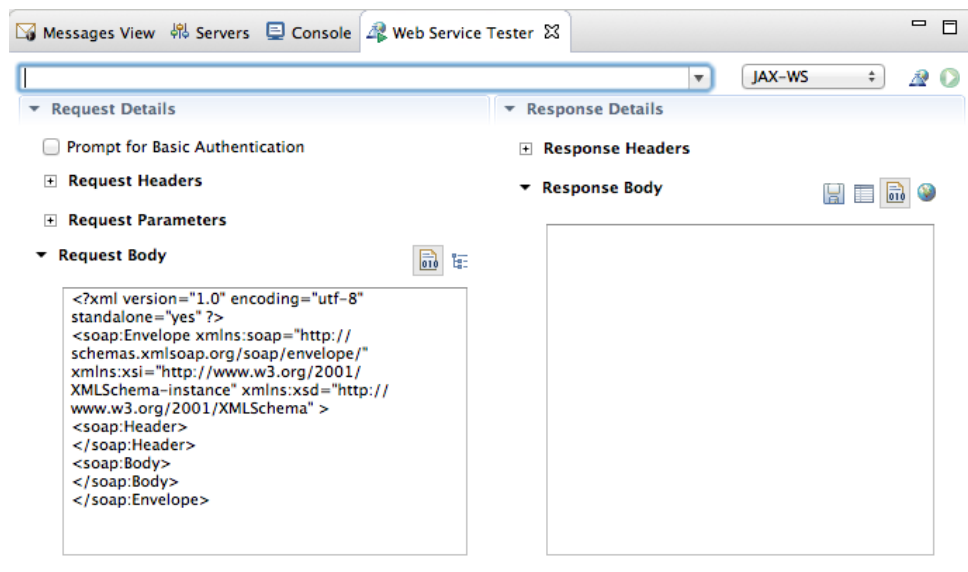 Messages View Servers Console Web Service Tester
JAX-WS
Request Details
Response Details
Prompt for Basic Authentication
Response Headers
Request Headers
Response Body
010
Request Parameters
Request Body
010
<?xml version="1.0" encoding="utf-8"
standalone="yes" ?>
<soap:Envelope xmlns:soap="http://
schemas.xmlsoap.org/soap/envelope/"
xmlns:xsi="http://www.w3.org/2001/
XMLSchema-instance" xmlns:xsd="http://
www.w3.org/2001/XMLSchema" >
<soap:Header>
</soap:Header>
<soap:Body>
</soap:Body>
</soap:Envelope>